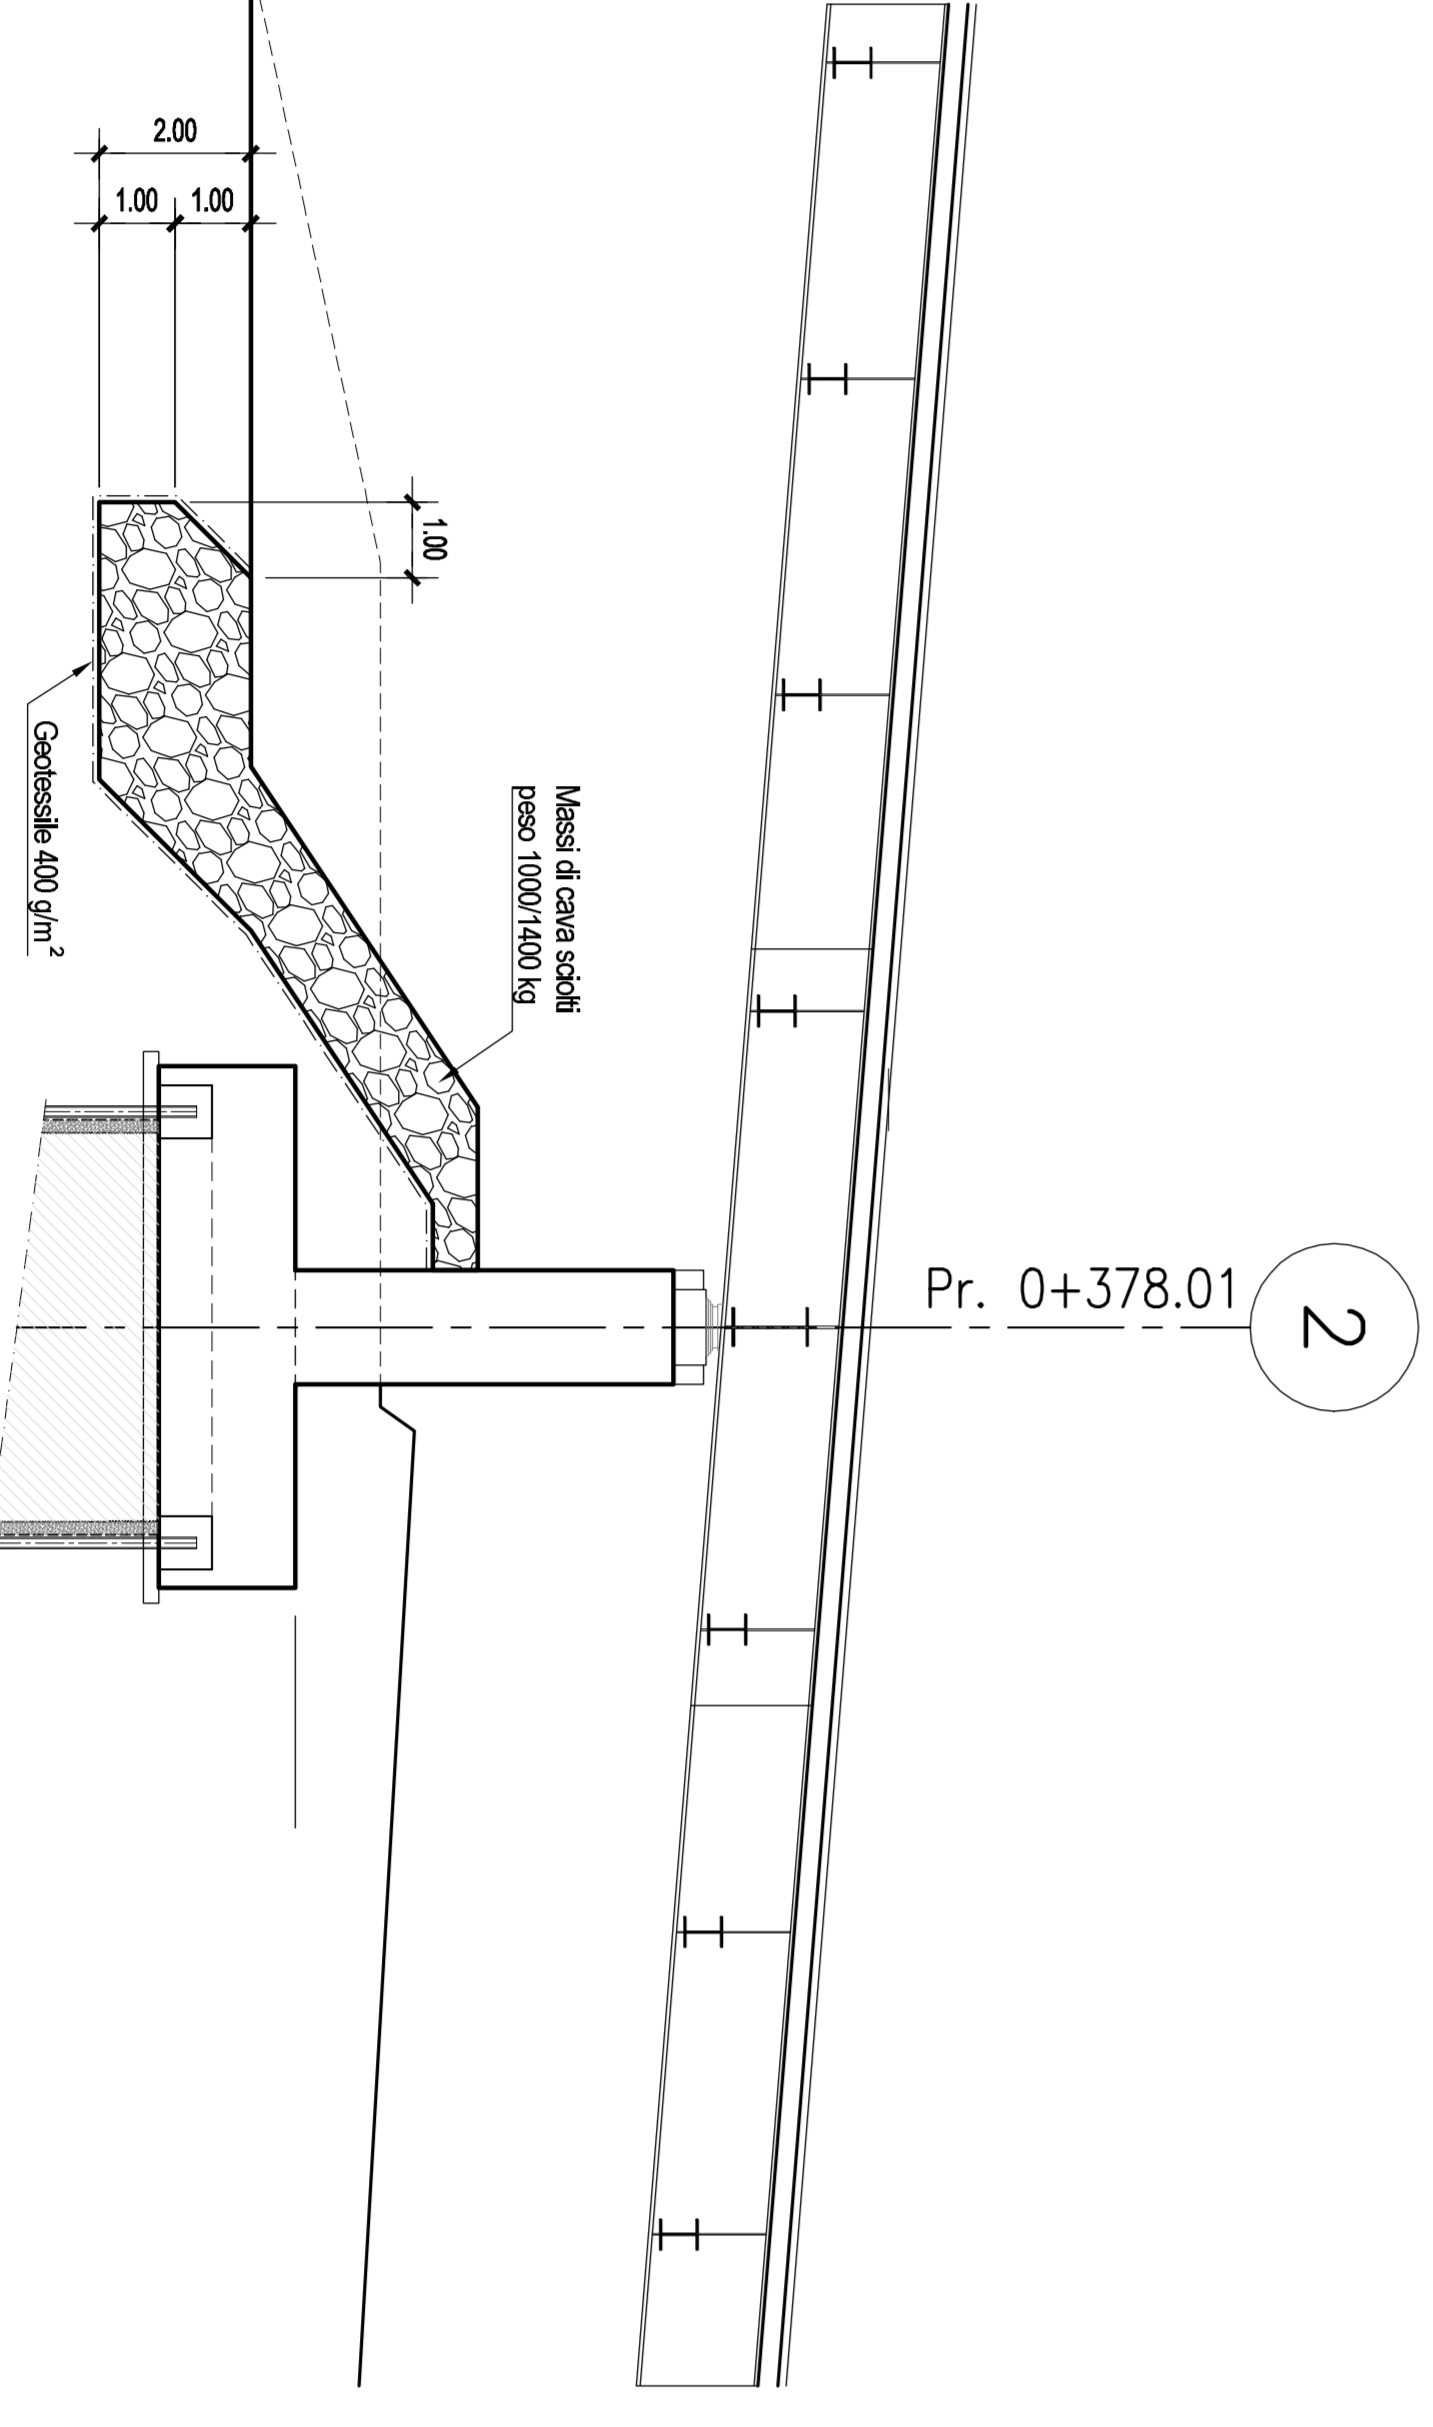 2
Pr. 0+378.01
Massi di cava sciolti
peso 1000/1400 kg
1.00
2.00
1.00 1.00
Geotessile 400 g/m²